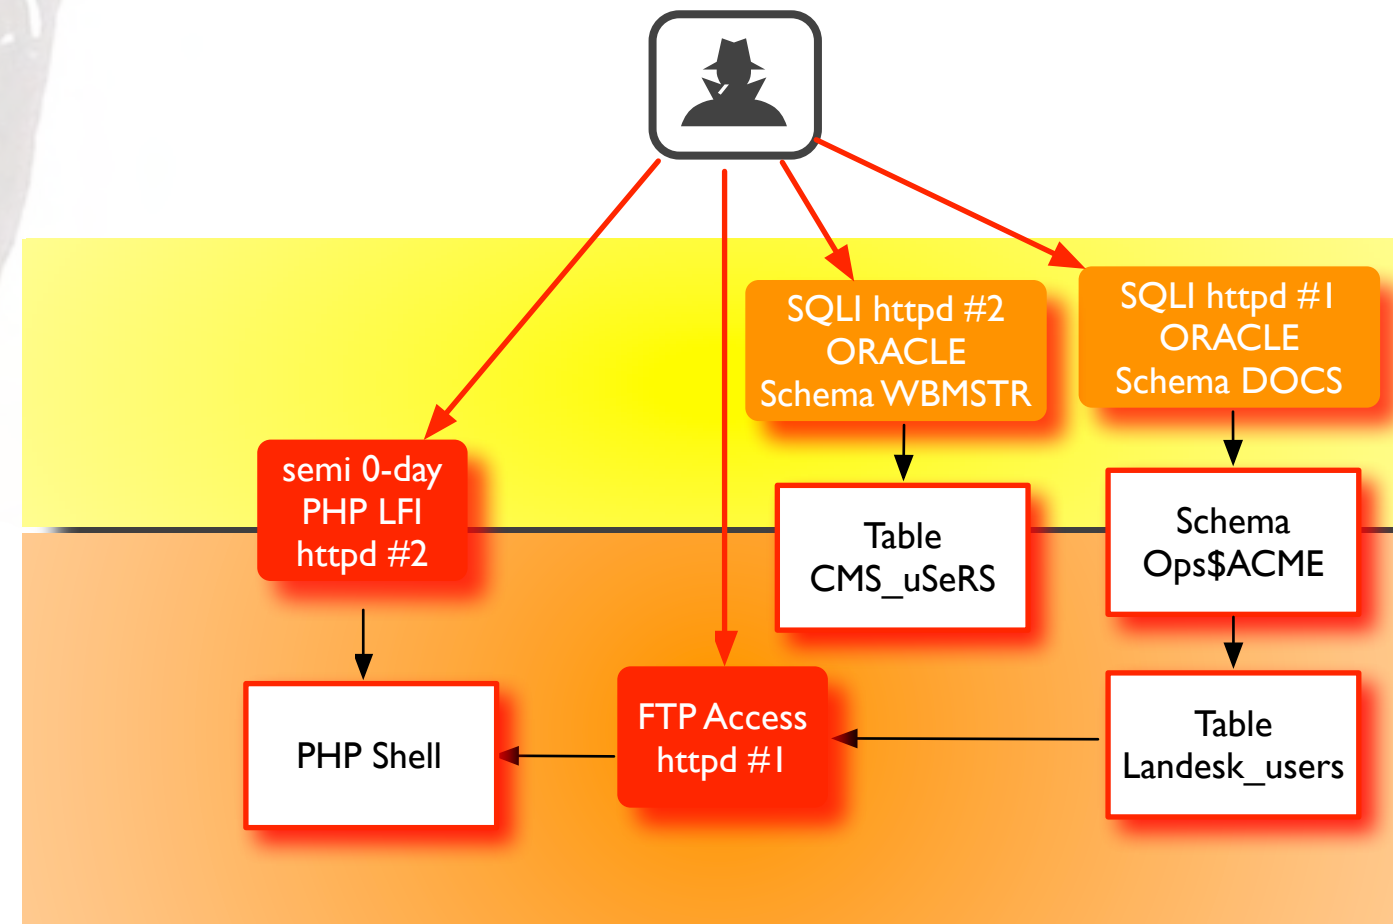 SQLI httpd #2
ORACLE
Schema WBMSTR
SQLI httpd #1
ORACLE
Schema DOCS
semi 0-day
PHP LFI
httpd #2
Table
CMS_uSeRS
Schema
Ops$ACME
PHP Shell
FTP Access
httpd #1
Table
Landesk_users